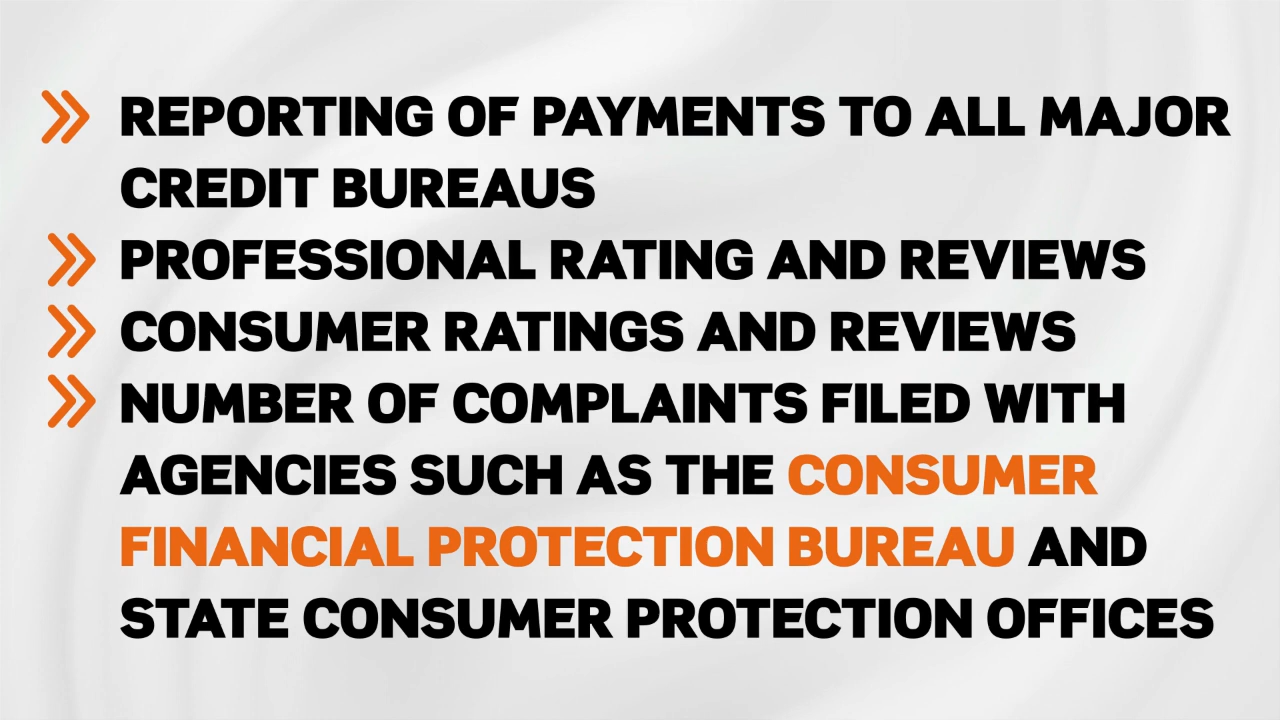 REPORTING OF PAYMENTS TO ALL MAJOR
CREDIT BUREAUS
PROFESSIONAL RATING AND REVIEWS
CONSUMER RATINGS AND REVIEWS
NUMBER OF COMPLAINTS FILED WITH
AGENCIES SUCH AS THE CONSUMER
FINANCIAL PROTECTION BUREAU AND
STATE CONSUMER PROTECTION OFFICES